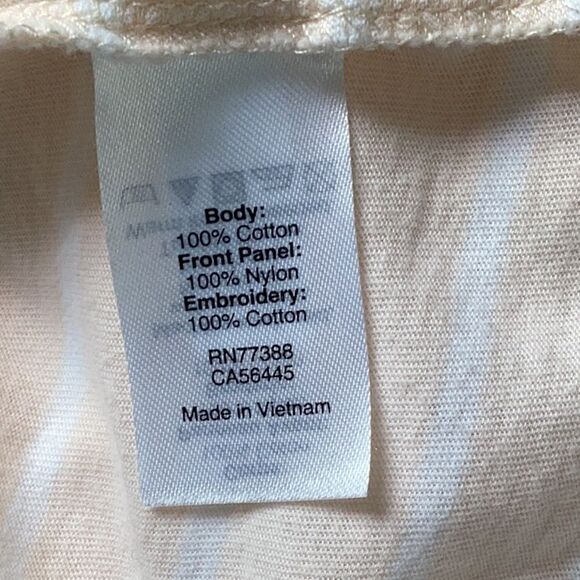 Body:
100% Cotton
Front Panel:
100% Nylon
Embroidery:
100% Cotton
RN77388
CA56445
Made in Vietnam